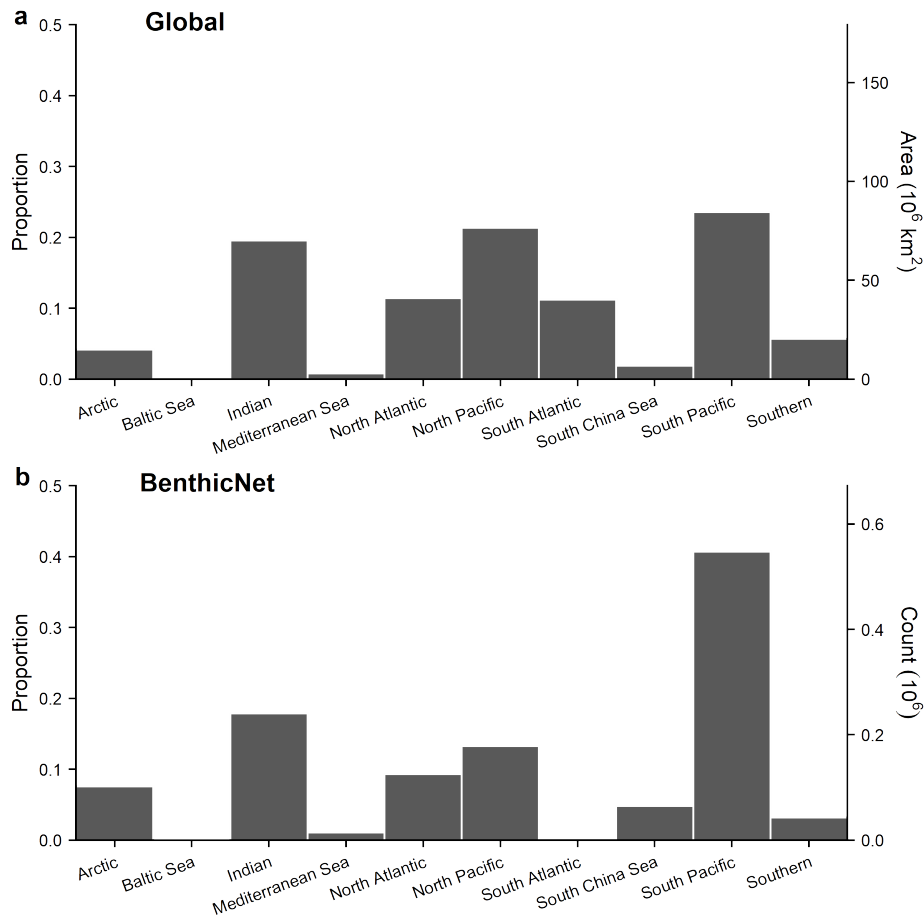 a
Global
0.5
0.4
0.3
0.2
0.1
0.0
Proportion
150
100
50
0
Area (10⁶ km²)
Arctic
Baltic Sea
Indian
Mediterranean Sea
North Atlantic
North Pacific
South Atlantic
South China Sea
South Pacific
Southern
b
BenthicNet
0.5
0.4
0.3
0.2
0.1
0.0
Proportion
0.6
0.4
0.2
0.0
Count (10⁶)
Arctic
Baltic Sea
Indian
Mediterranean Sea
North Atlantic
North Pacific
South Atlantic
South China Sea
South Pacific
Southern